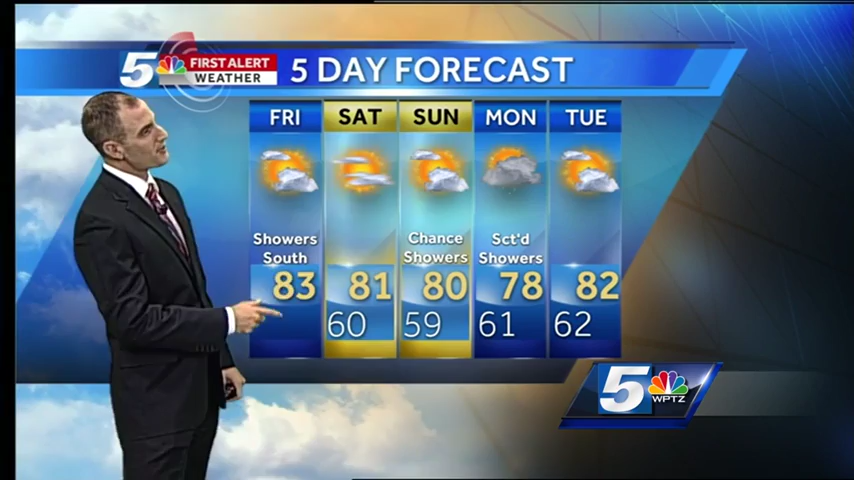 5 FIRST ALERT
WEATHER
5 DAY FORECAST
FRI SAT SUN MON TUE
Showers South
Chance Showers
Sct'd Showers
83 81 80 78 82
60 59 61 62
5 WPTZ